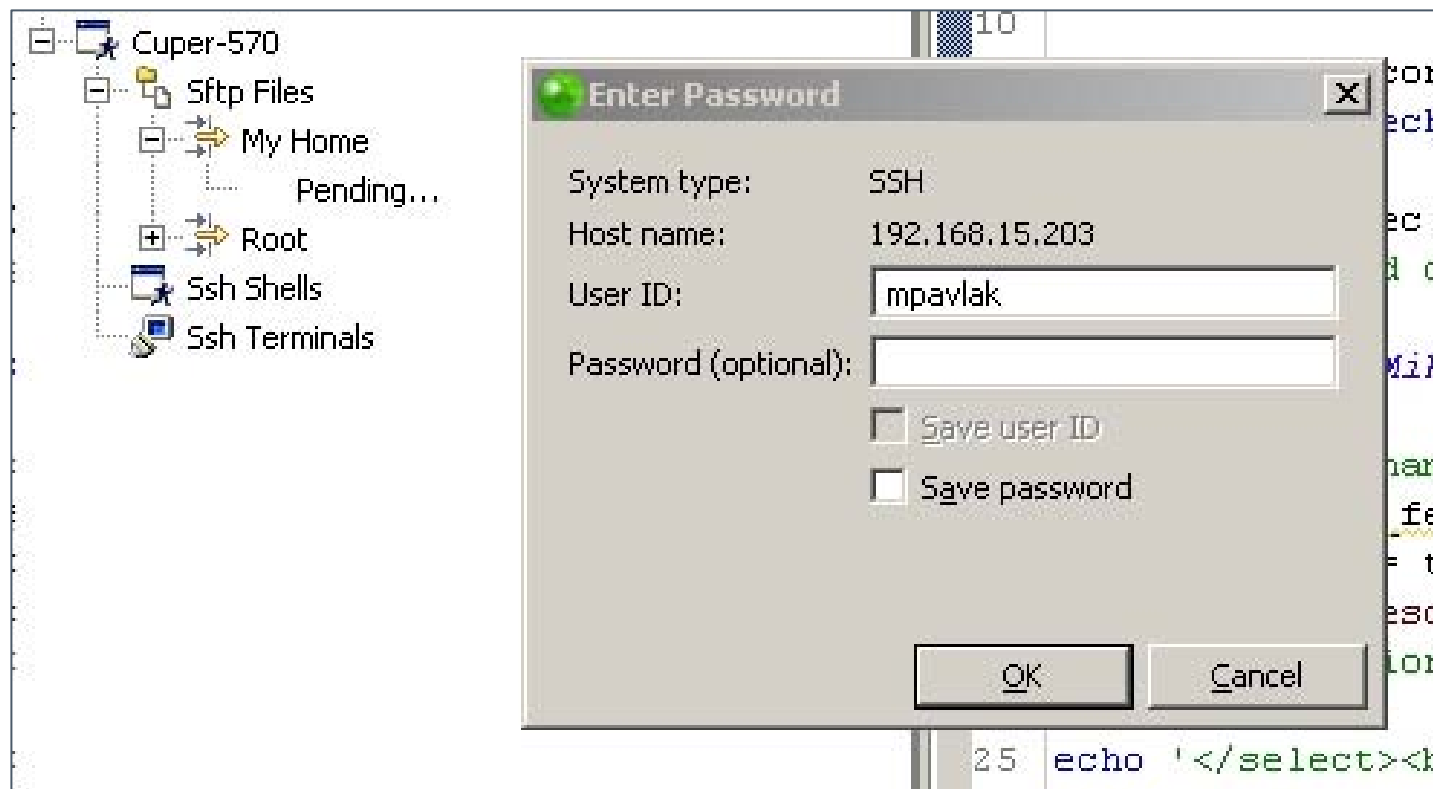 Cuper-570
Sftp Files
My Home
Pending...
Root
Ssh Shells
Ssh Terminals
10
Enter Password
System type: SSH
Host name: 192.168.15.203
User ID: mpavlak
Password (optional):
Save user ID
Save password
OK Cancel
25 echo '</select><b